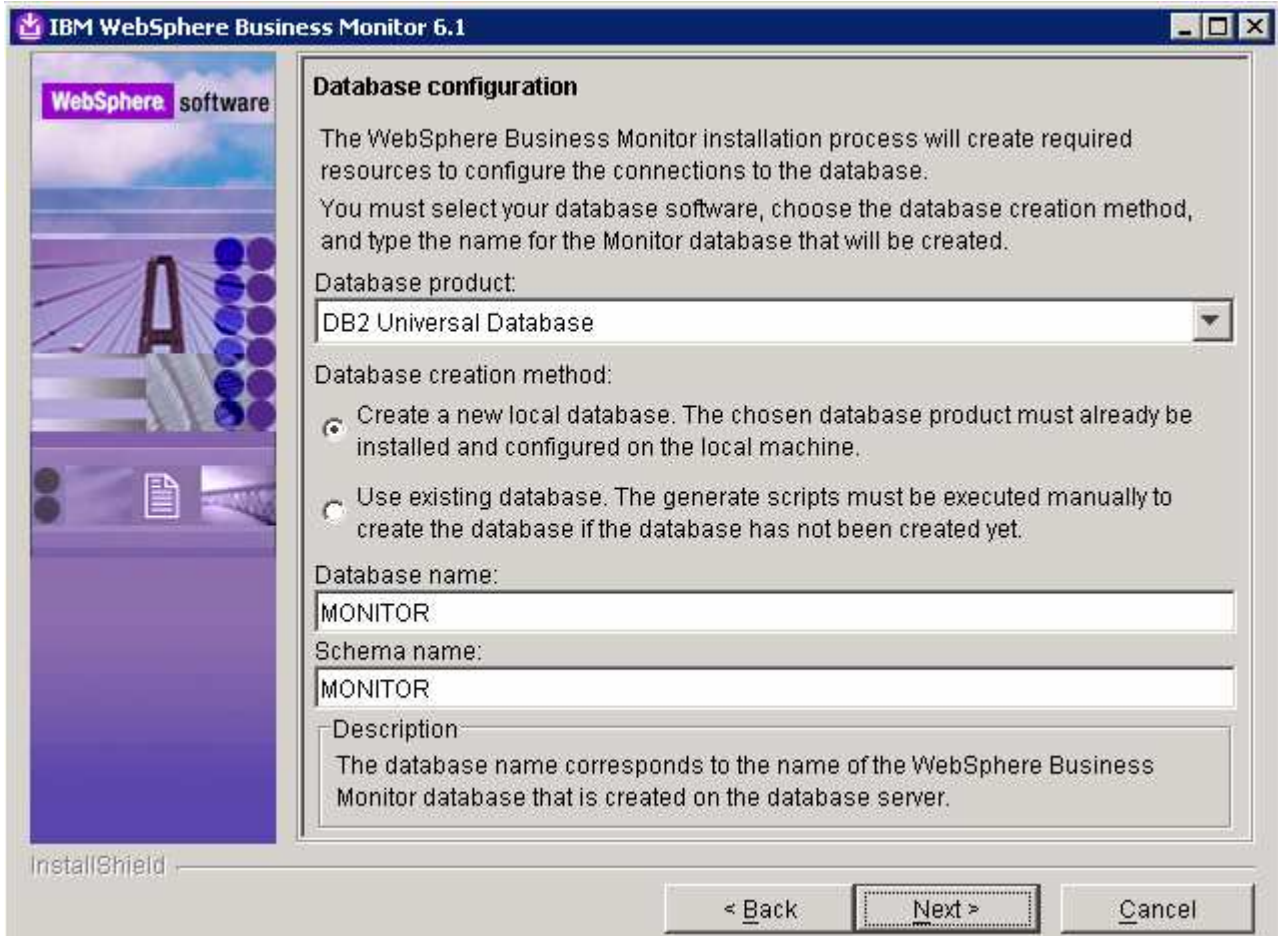 IBM WebSphere Business Monitor 6.1
WebSphere software
Database configuration
The WebSphere Business Monitor installation process will create required
resources to configure the connections to the database.
You must select your database software, choose the database creation method,
and type the name for the Monitor database that will be created.
Database product:
DB2 Universal Database
Database creation method:
Create a new local database. The chosen database product must already be
installed and configured on the local machine.
Use existing database. The generate scripts must be executed manually to
create the database if the database has not been created yet.
Database name:
MONITOR
Schema name:
MONITOR
Description
The database name corresponds to the name of the WebSphere Business
Monitor database that is created on the database server.
InstallShield
< Back
Next >
Cancel